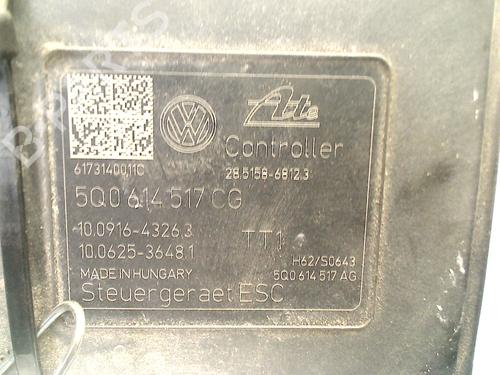 Ate
Controller
6173140011C
28.5158-6812.3
5Q0 614 517 CG
10.0916-4326.3
TT1
10.0625-3648.1
H62/S0643
MADE IN HUNGARY
5Q0 614 517 AG
Steuergeraet ESC